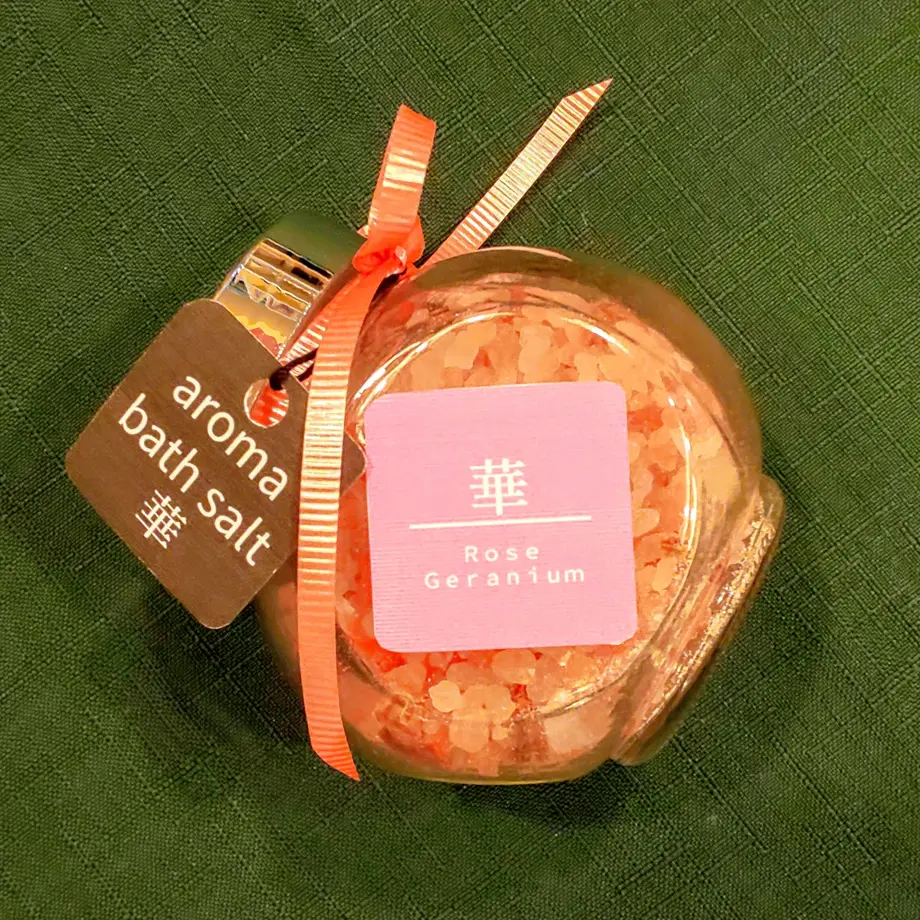 aroma
bath salt
華
華
Rose
Geranium